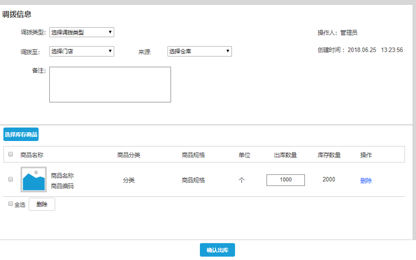 调拨信息
调拨类型: 选择调拨类型 操作人: 管理员
调拨至: 选择门店 来源: 选择仓库 创建时间: 2018.06.25 13:23:56
备注:
选择库存商品
商品名称 商品分类 商品规格 单位 出库数量 库存数量 操作
商品名称
商品编码
分类 商品规格 个 1000 2000 删除
全选 删除
确认出库